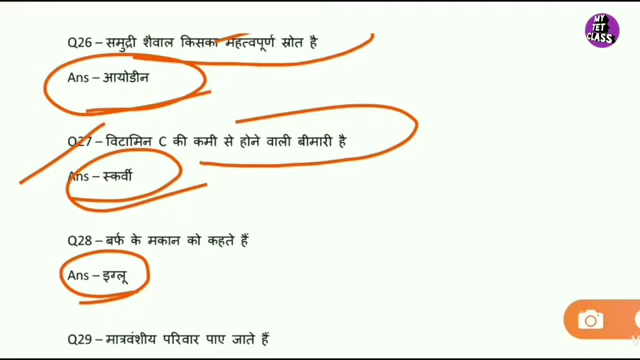 MY
TET
CLASS
Q26 – समुद्री शैवाल किसका महत्वपूर्ण स्रोत है
Ans – आयोडीन
Q27 – विटामिन C की कमी से होने वाली बीमारी है
Ans – स्कर्वी
Q28 – बर्फ के मकान को कहते हैं
Ans – इग्लू
Q29 – मात्रवंशीय परिवार पाए जाते हैं